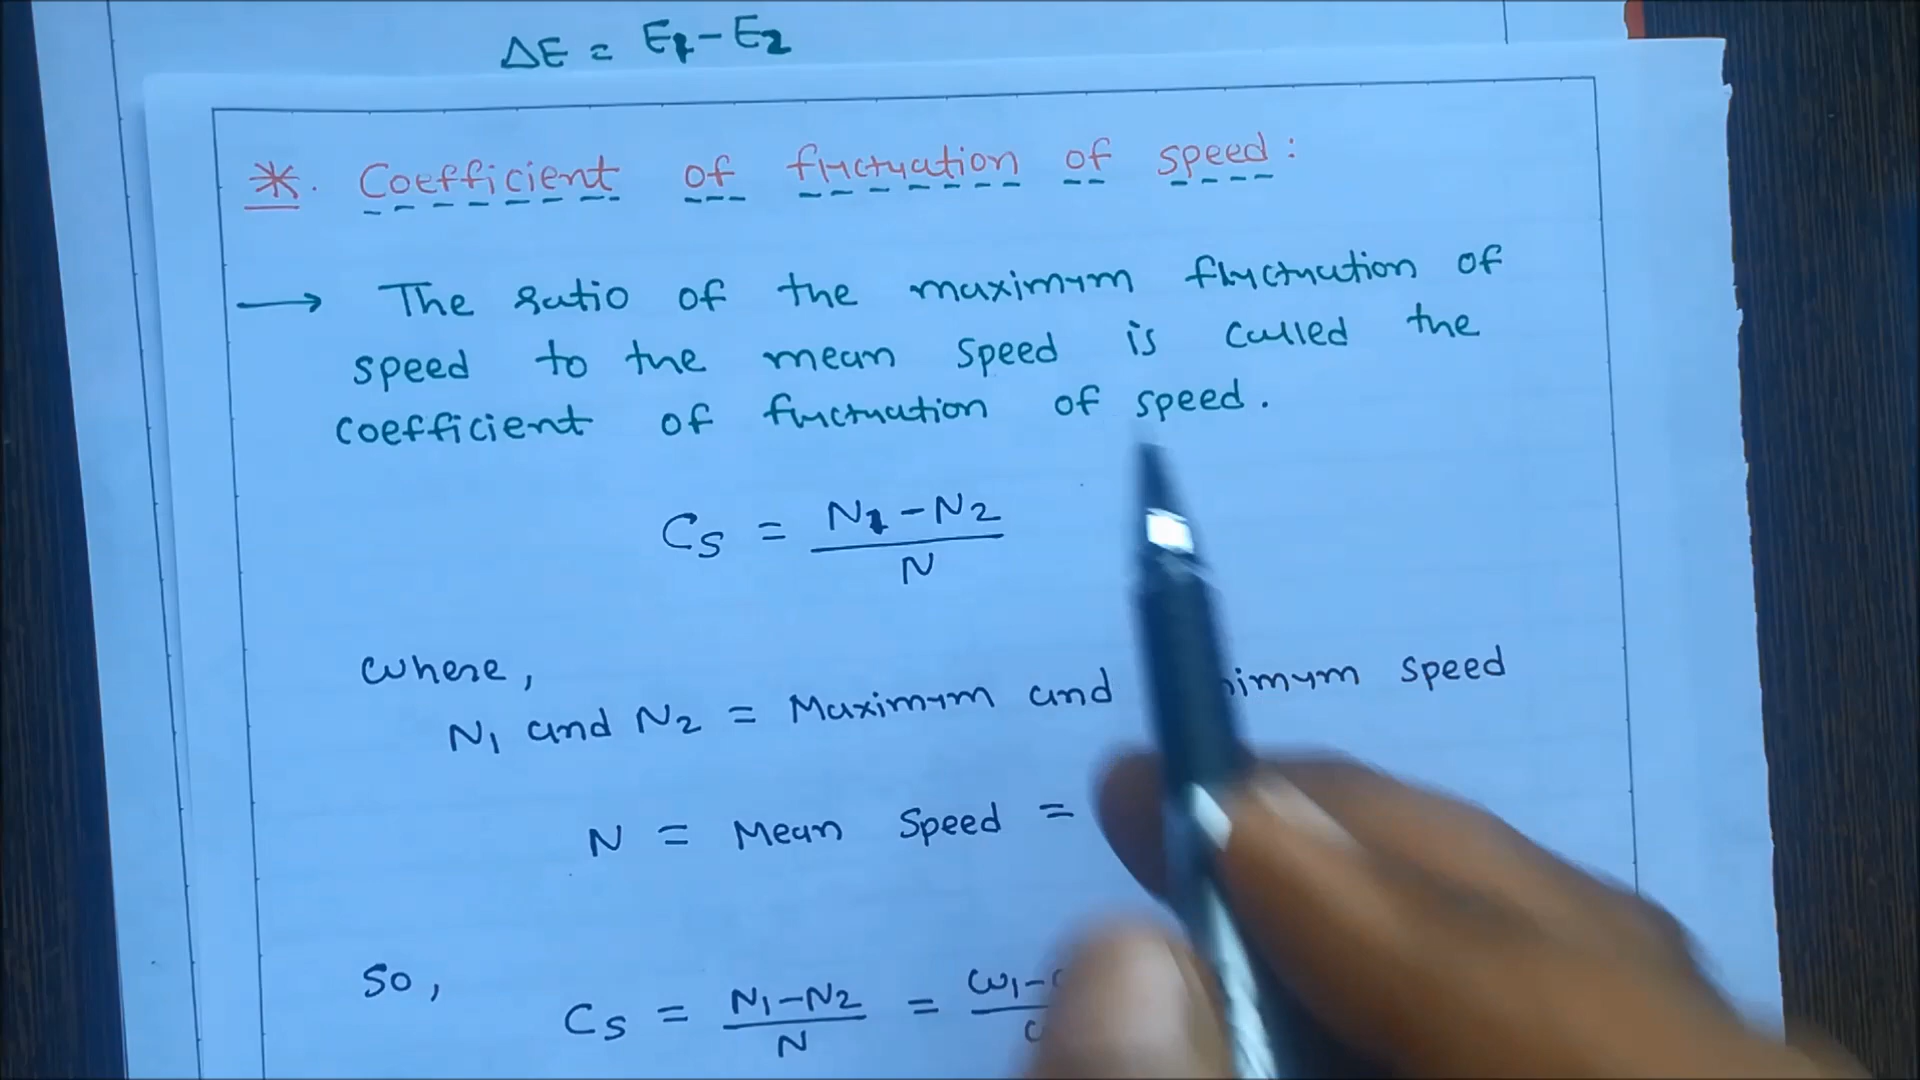 ΔE = E1 - E2
*. Coefficient of fluctuation of speed:
→ The ratio of the maximum fluctuation of
speed to the mean speed is called the
coefficient of fluctuation of speed.
Cs = N1 - N2 / N
where,
N1 and N2 = Maximum and speed
N = Mean Speed =
So,
Cs = N1 - N2 / N = ω1 -